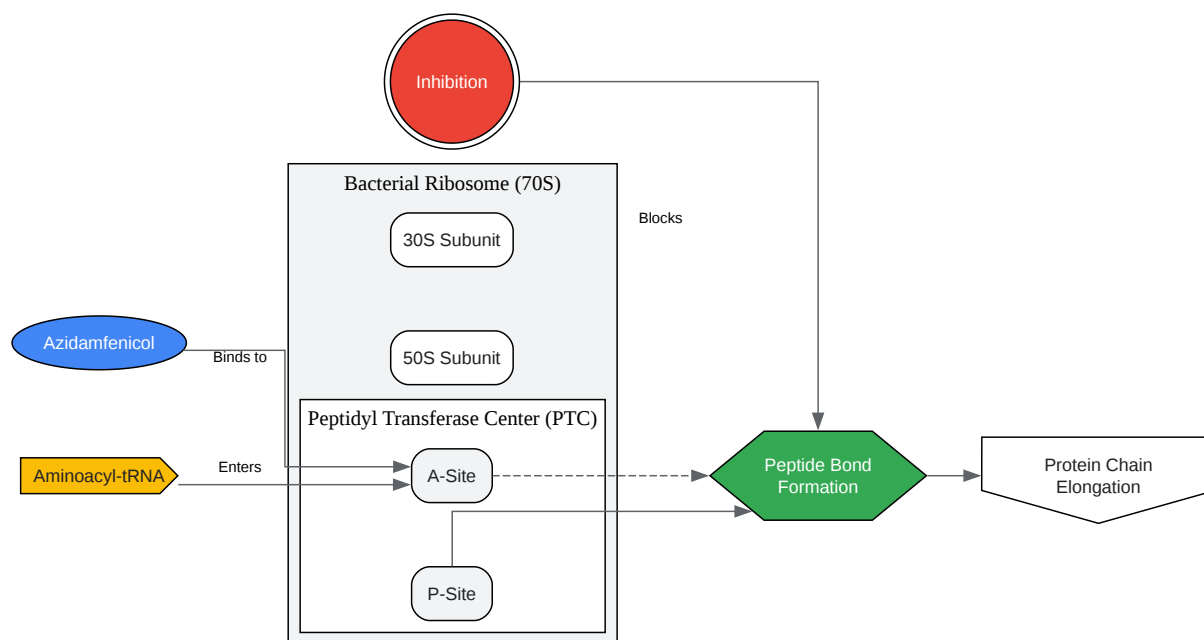 Inhibition
Bacterial Ribosome (70S)
30S Subunit
Blocks
Azidamfenicol
Binds to
50S Subunit
Peptidyl Transferase Center (PTC)
Aminoacyl-tRNA
Enters
A-Site
Peptide Bond
Formation
Protein Chain
Elongation
P-Site